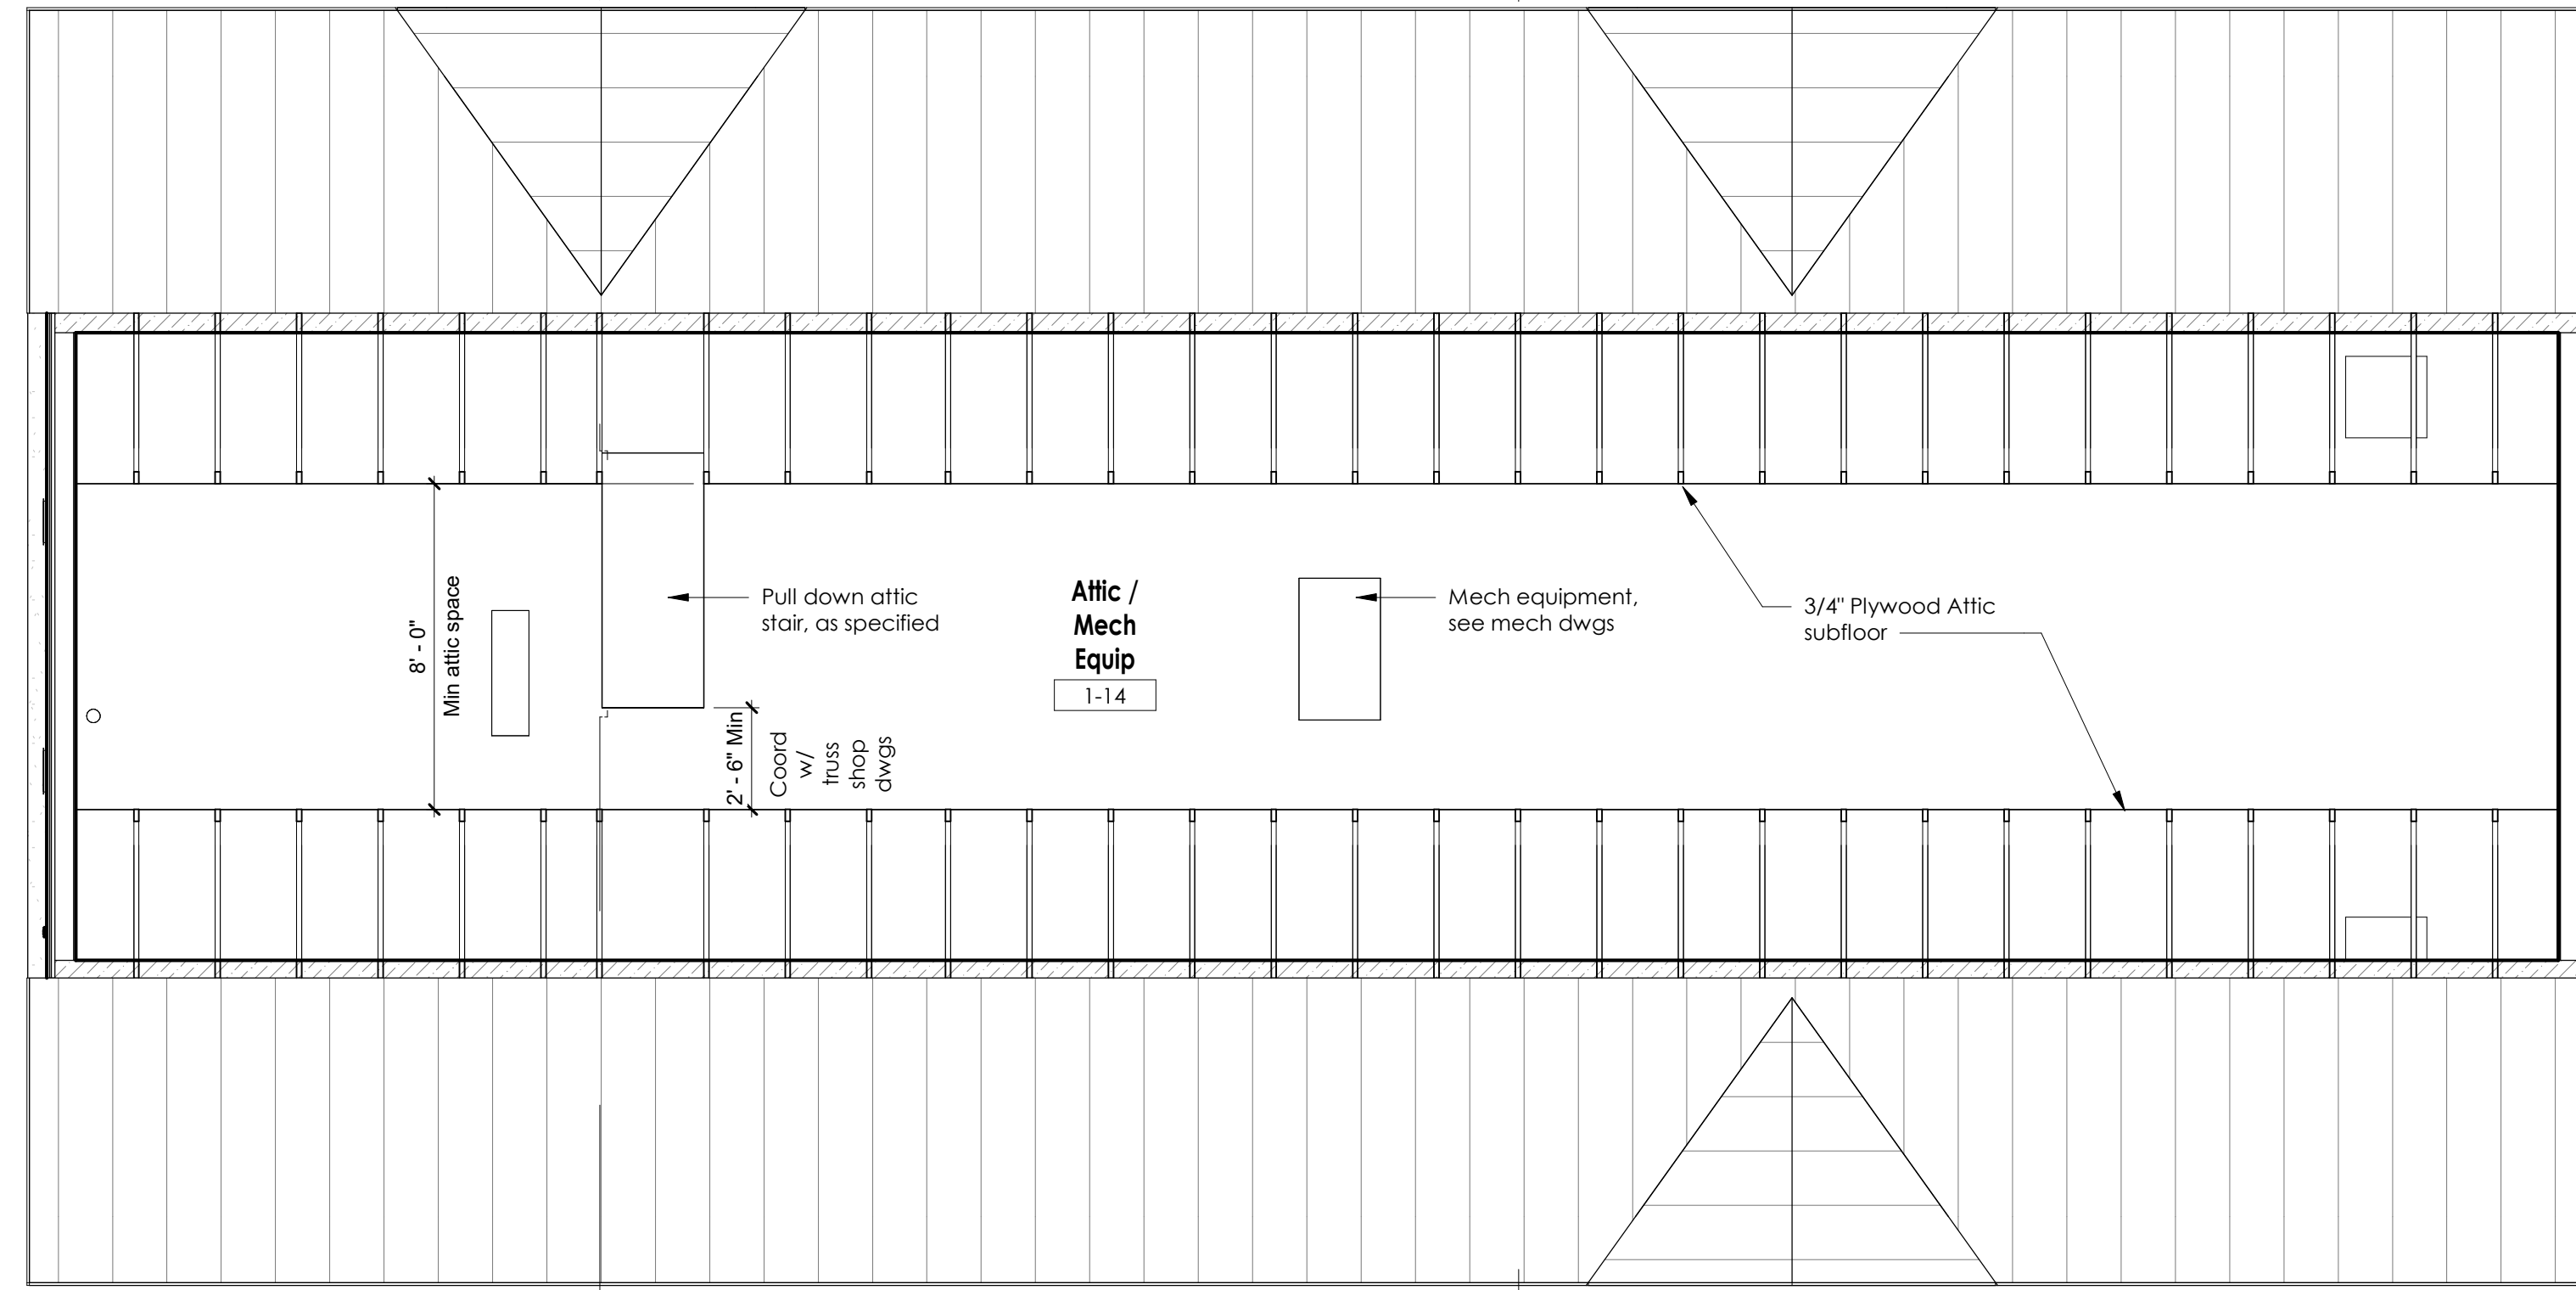 8' - 0"
Min attic space
Pull down attic
stair, as specified
2' - 6" Min
Coord
w/
truss
shop
dwgs
Attic /
Mech
Equip
1-14
Mech equipment,
see mech dwgs
3/4" Plywood Attic
subfloor